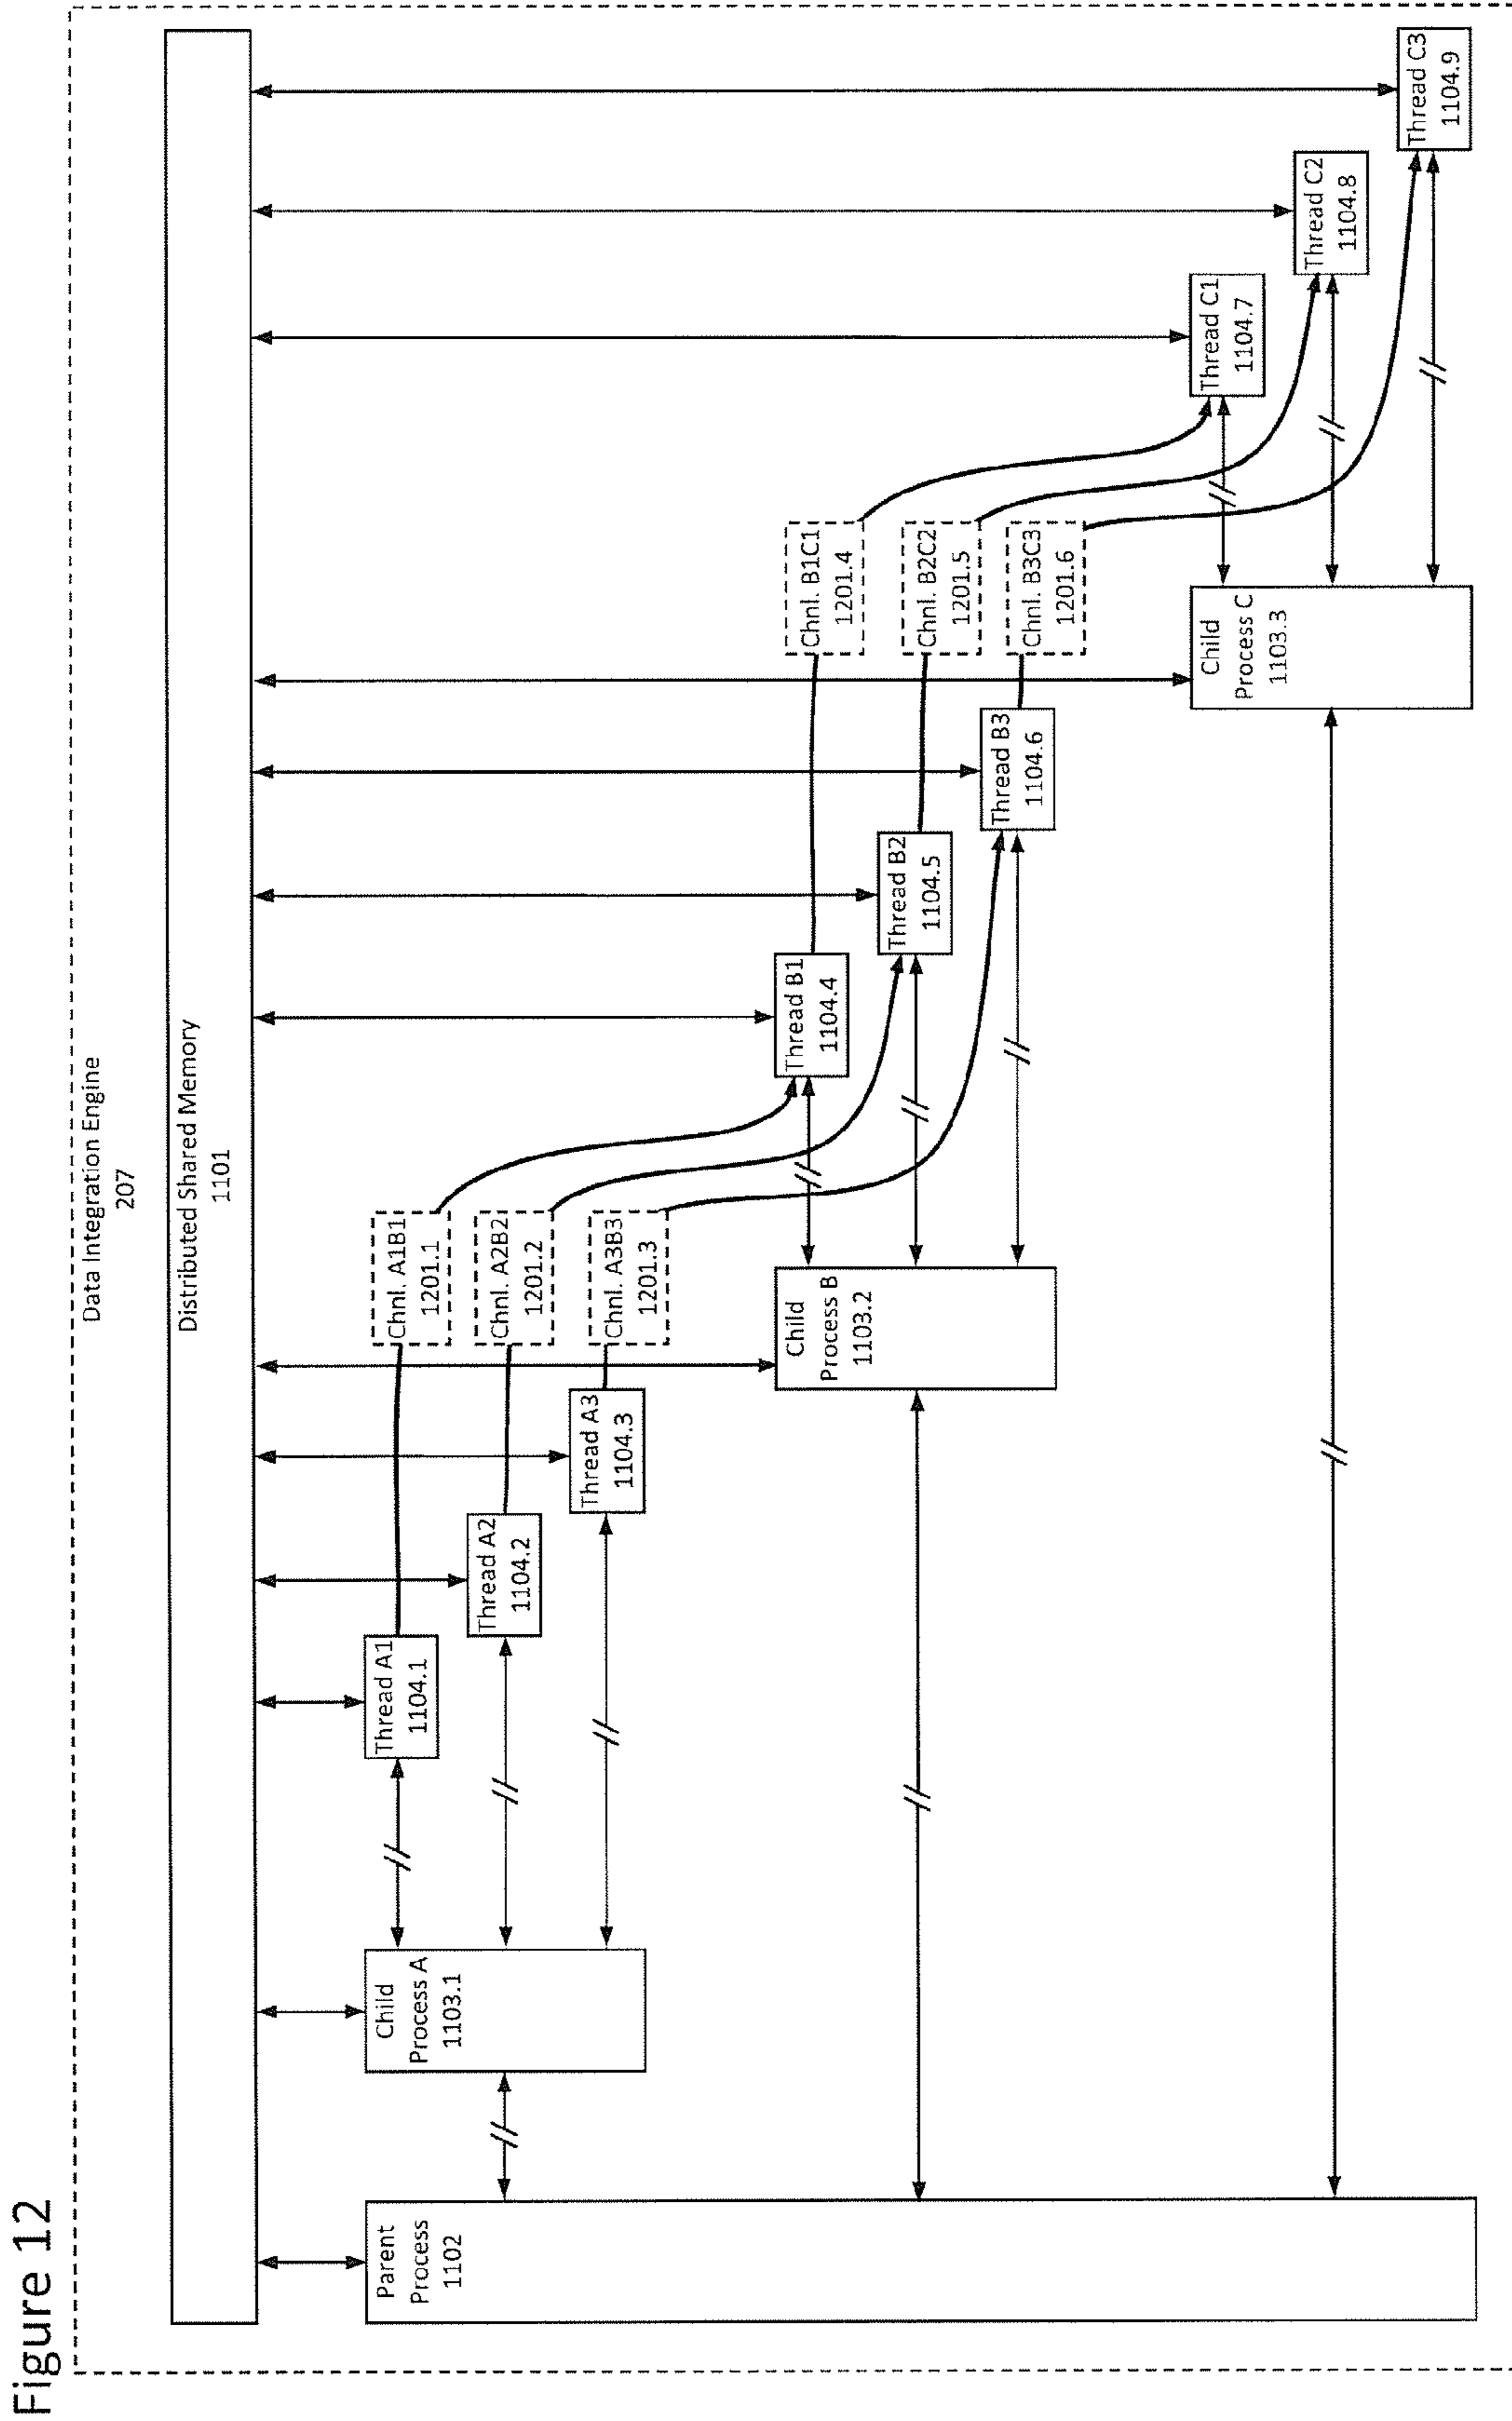 Figure 12
Data Integration Engine
207
Distributed Shared Memory
1101
Parent
Process
1102
Child
Process A
1103.1
Thread A1
1104.1
Thread A2
1104.2
Thread A3
1104.3
Chnl. A1B1
1201.1
Chnl. A2B2
1201.2
Chnl. A3B3
1201.3
Child
Process B
1103.2
Thread B1
1104.4
Thread B2
1104.5
Thread B3
1104.6
Chnl. B1C1
1201.4
Chnl. B2C2
1201.5
Chnl. B3C3
1201.6
Child
Process C
1103.3
Thread C1
1104.7
Thread C2
1104.8
Thread C3
1104.9